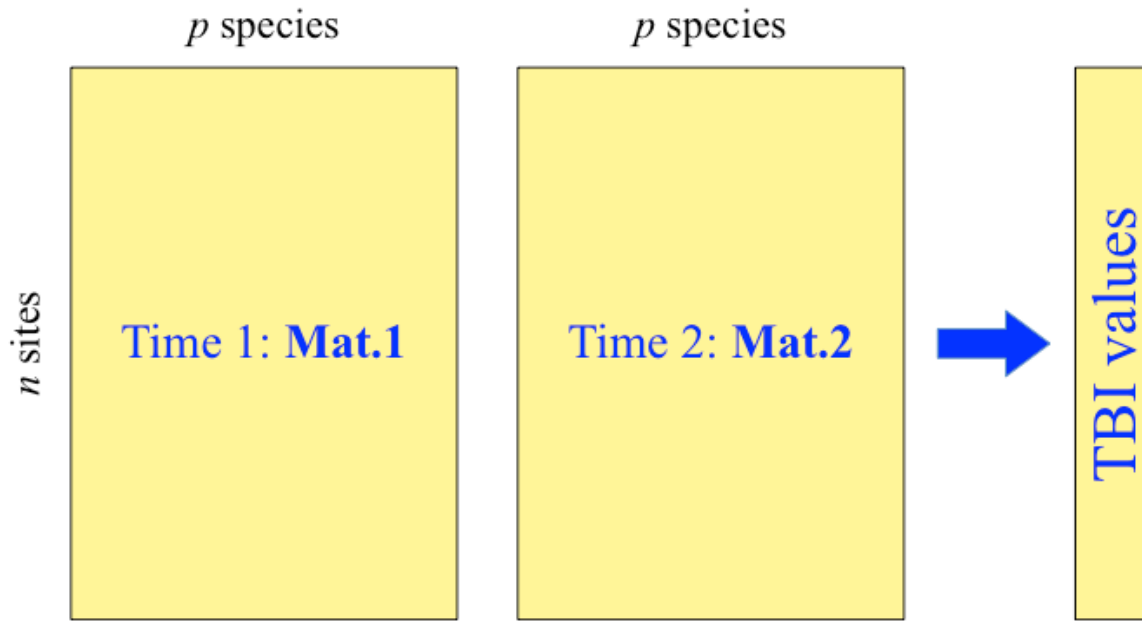 p species
p species
n sites
Time 1: Mat.1
Time 2: Mat.2
TBI values